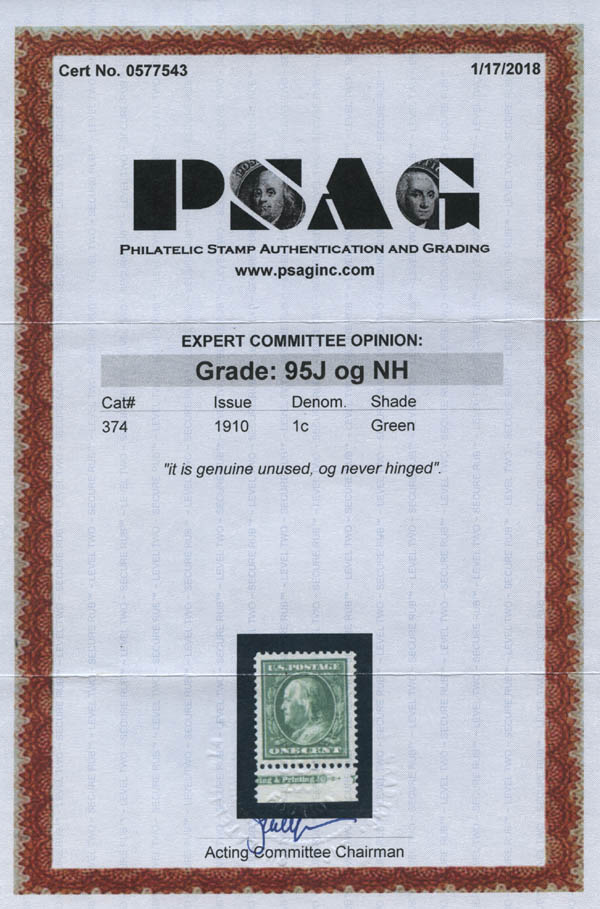 Cert No. 0577543 1/17/2018
PSAG
PHILATELIC STAMP AUTHENTICATION AND GRADING
www.psaginc.com
EXPERT COMMITTEE OPINION:
Grade: 95J og NH
Cat# Issue Denom. Shade
374 1910 1c Green
"it is genuine unused, og never hinged".
U.S. POSTAGE
ONE CENT
ing & Printing
Acting Committee Chairman